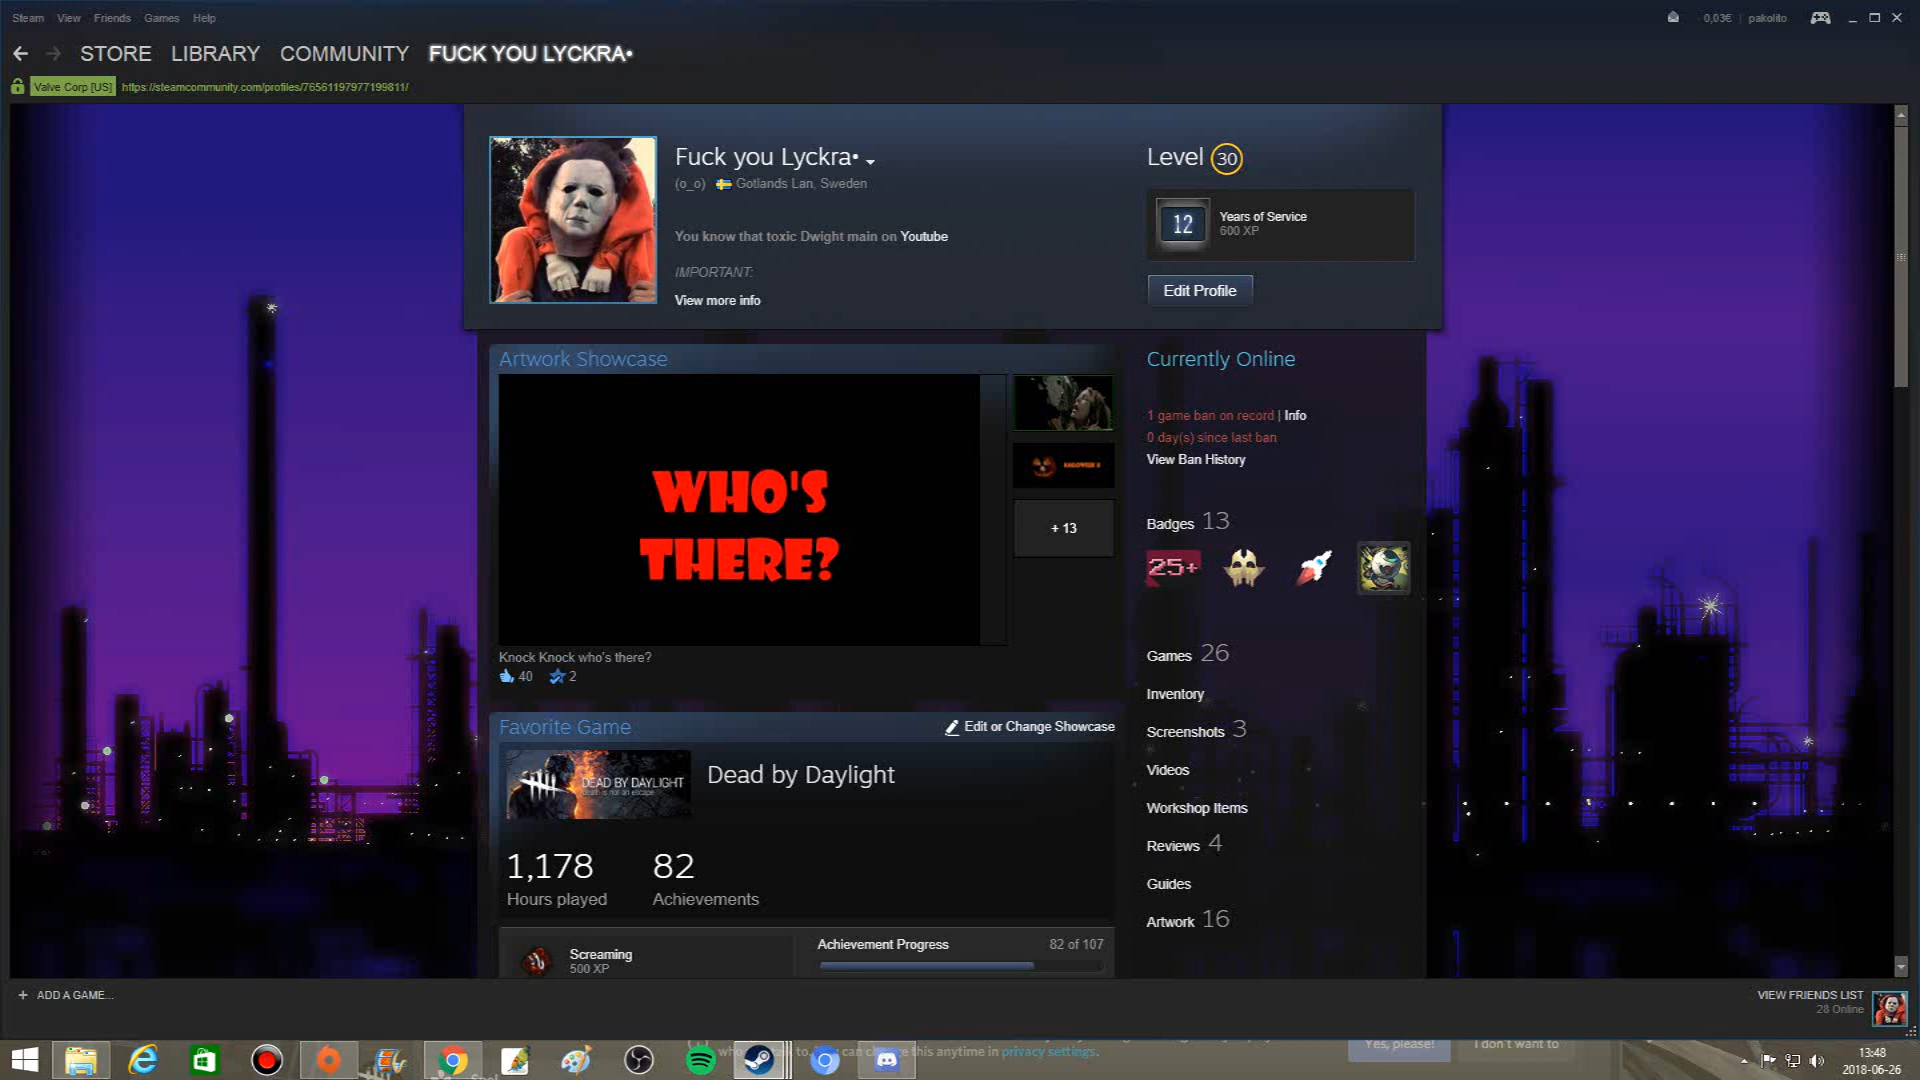 Steam View Friends Games Help
0,03€ | pakolito
STORE LIBRARY COMMUNITY FUCK YOU LYCKRA•
Valve Corp [US] https://steamcommunity.com/profiles/76561197977199811/
Fuck you Lyckra•
(o_o) Gotlands Lan, Sweden
You know that toxic Dwight main on Youtube
IMPORTANT:
View more info
Level 30
12
Years of Service
600 XP
Edit Profile
Artwork Showcase
WHO'S
THERE?
+ 13
Knock Knock who's there?
40 2
Currently Online
1 game ban on record | Info
0 day(s) since last ban
View Ban History
Badges 13
25+
Games 26
Inventory
Screenshots 3
Videos
Workshop Items
Reviews 4
Guides
Artwork 16
Favorite Game
Edit or Change Showcase
DEAD BY DAYLIGHT
death is not an escape
Dead by Daylight
1,178
Hours played
82
Achievements
Screaming
500 XP
Achievement Progress 82 of 107
+ ADD A GAME...
VIEW FRIENDS LIST
28 Online
can change this anytime in privacy settings.
Yes, please!
I don't want to
13:48
2018-06-26